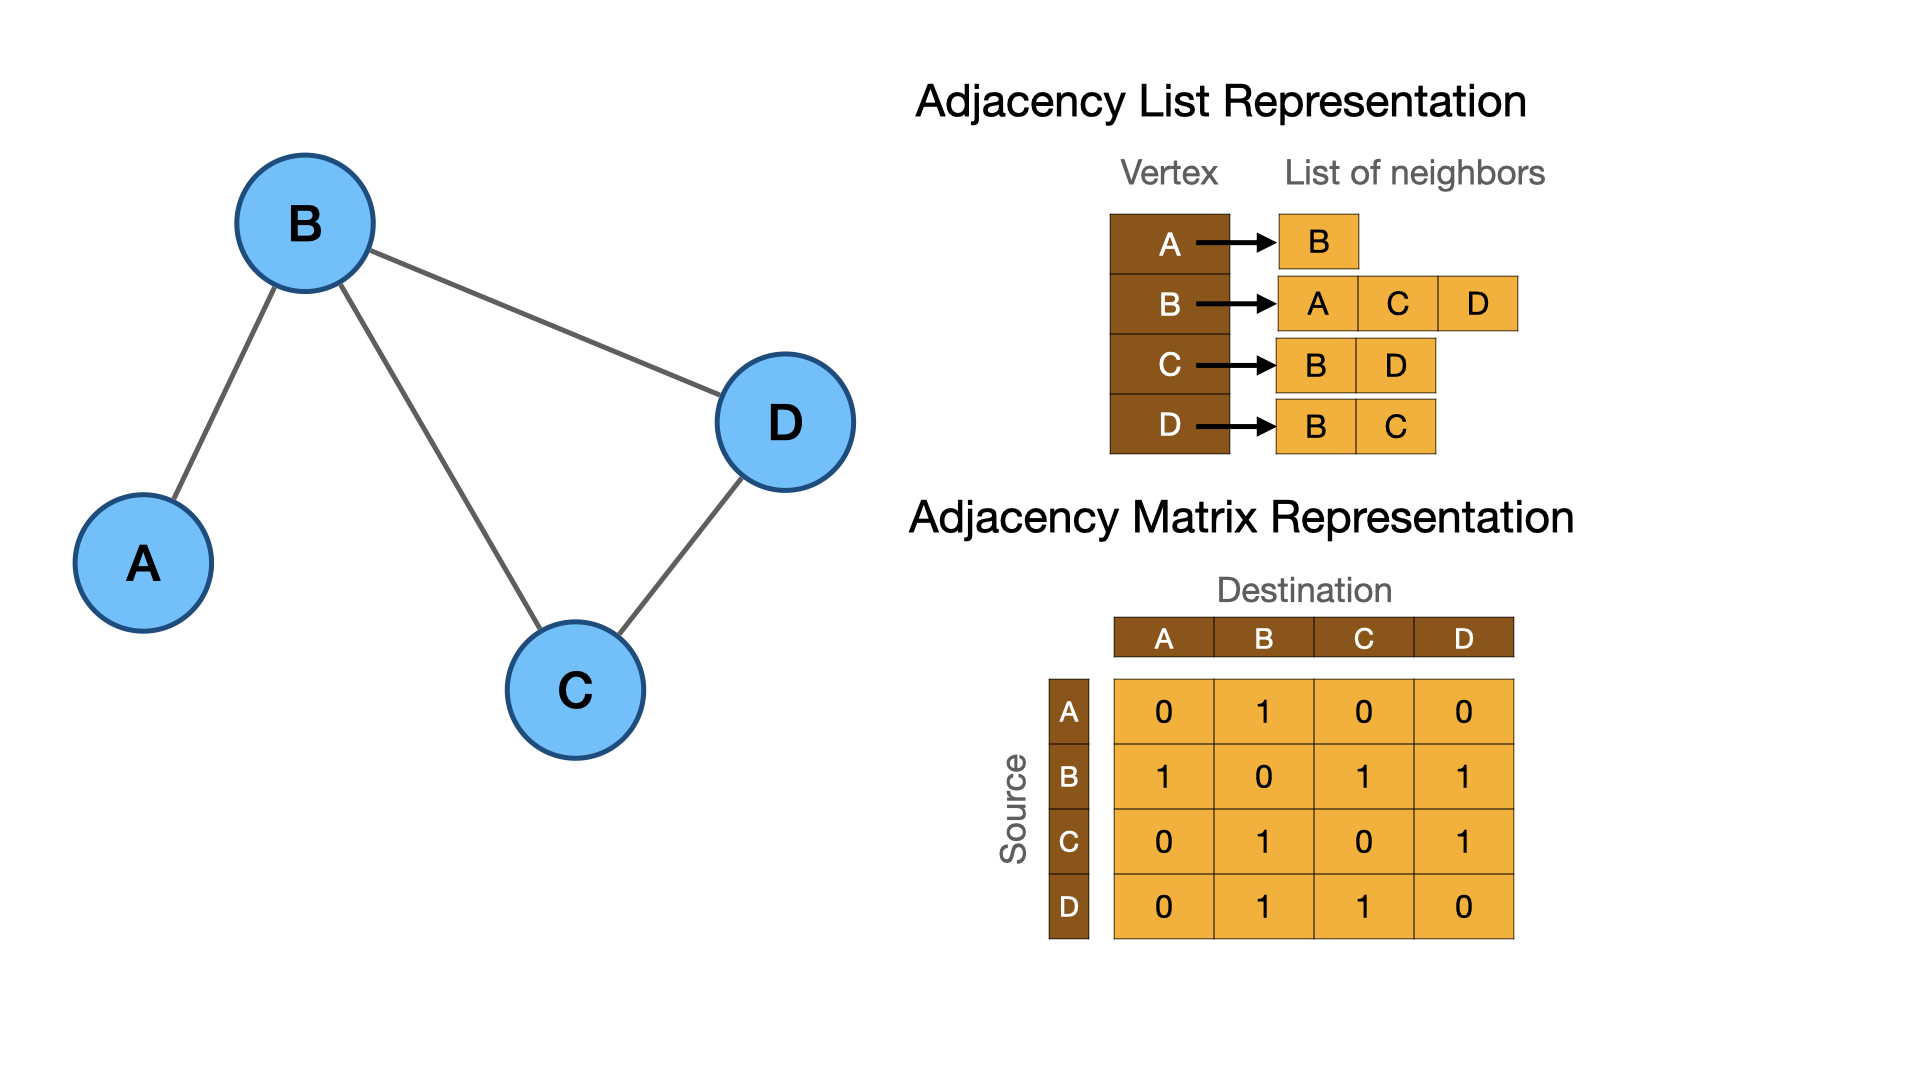 B
D
A
C
Adjacency List Representation
Vertex List of neighbors
A B
B A C D
C B D
D B C
Adjacency Matrix Representation
Destination
A B C D
Source
A 0 1 0 0
B 1 0 1 1
C 0 1 0 1
D 0 1 1 0